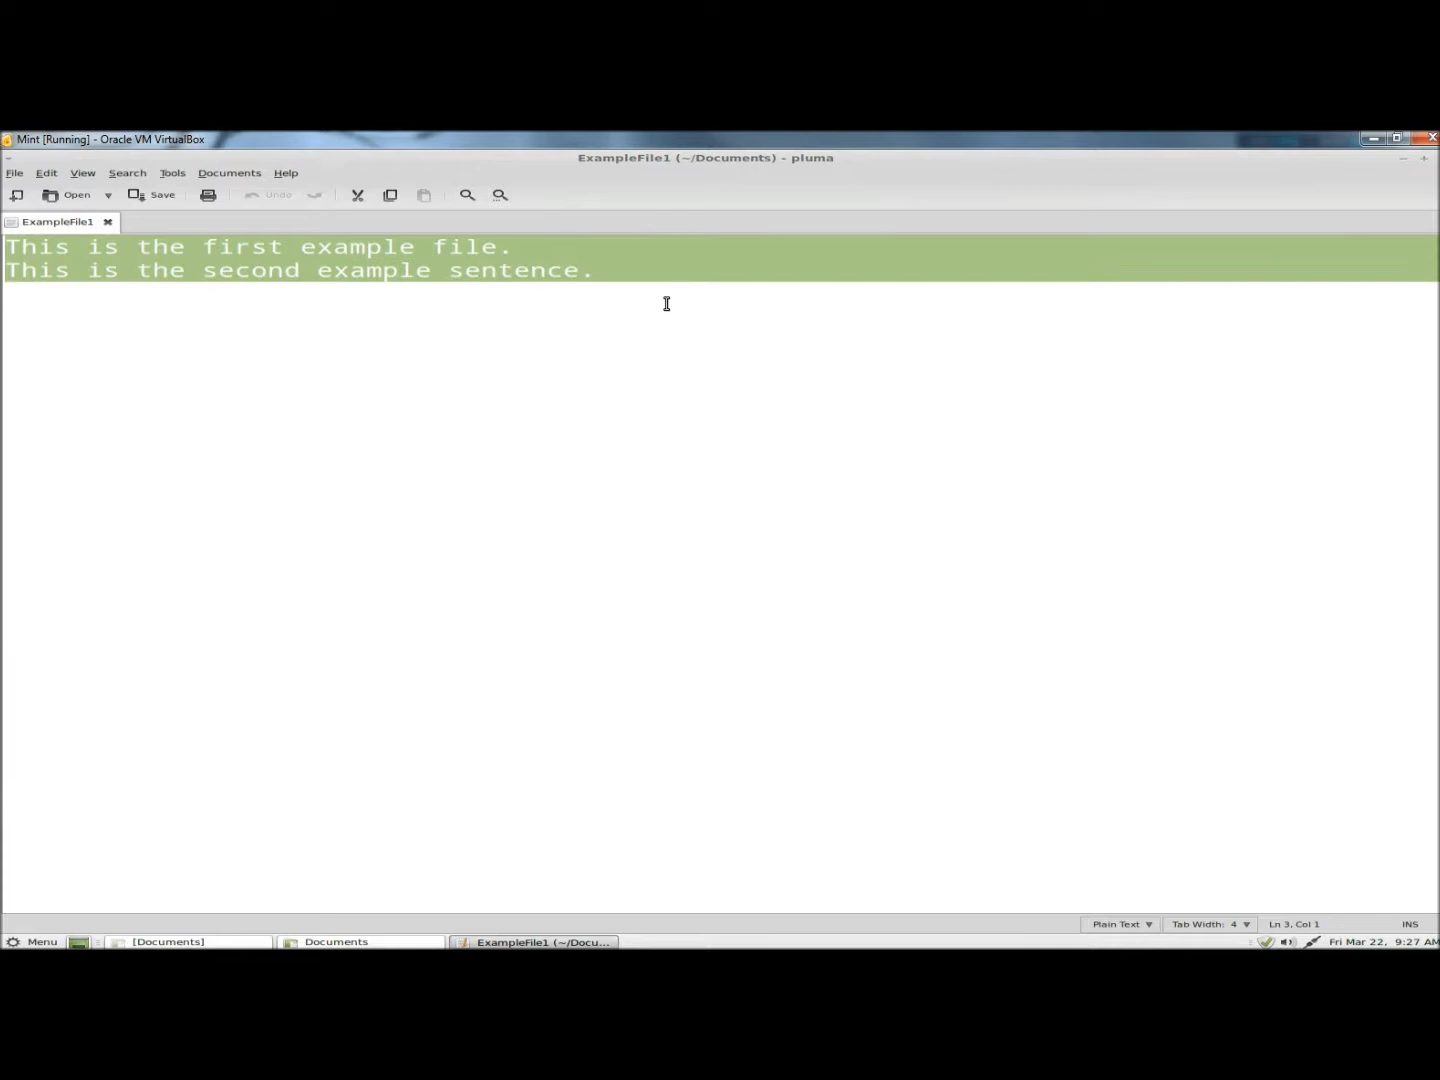 Mint [Running] - Oracle VM VirtualBox
ExampleFile1 (~/Documents) - pluma
File Edit View Search Tools Documents Help
Open Save Undo
ExampleFile1
This is the first example file.
This is the second example sentence.
Plain Text Tab Width: 4 Ln 3, Col 1 INS
Menu [Documents] Documents ExampleFile1 (~/Docu... Fri Mar 22, 9:27 AM